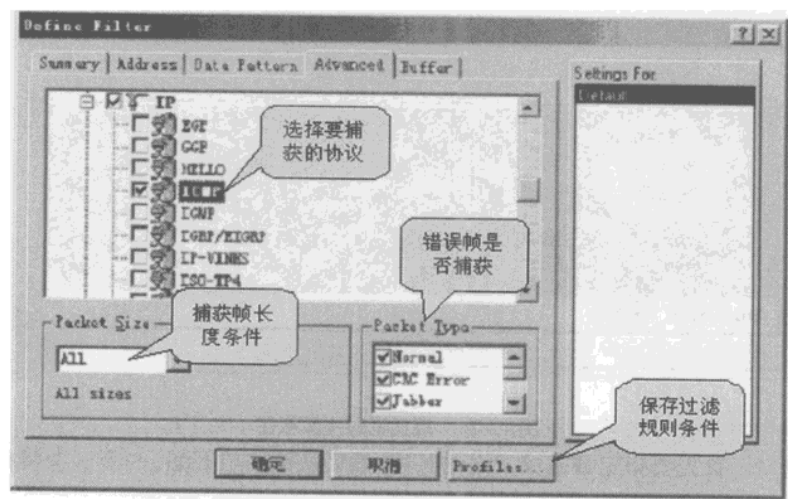 Define Filter
Summary Address Data Pattern Advanced Buffer
Settings For
Default
IP
EGP
GGP
HELLO
ICMP
IGMP
IGRP/EIGRP
IP-VINES
ISO-TP4
选择要捕
获的协议
错误帧是
否捕获
捕获帧长
度条件
Packet Size
All
All sizes
Packet Type
Normal
CRC Error
Jabber
保存过滤
规则条件
确定 取消 Profiles...